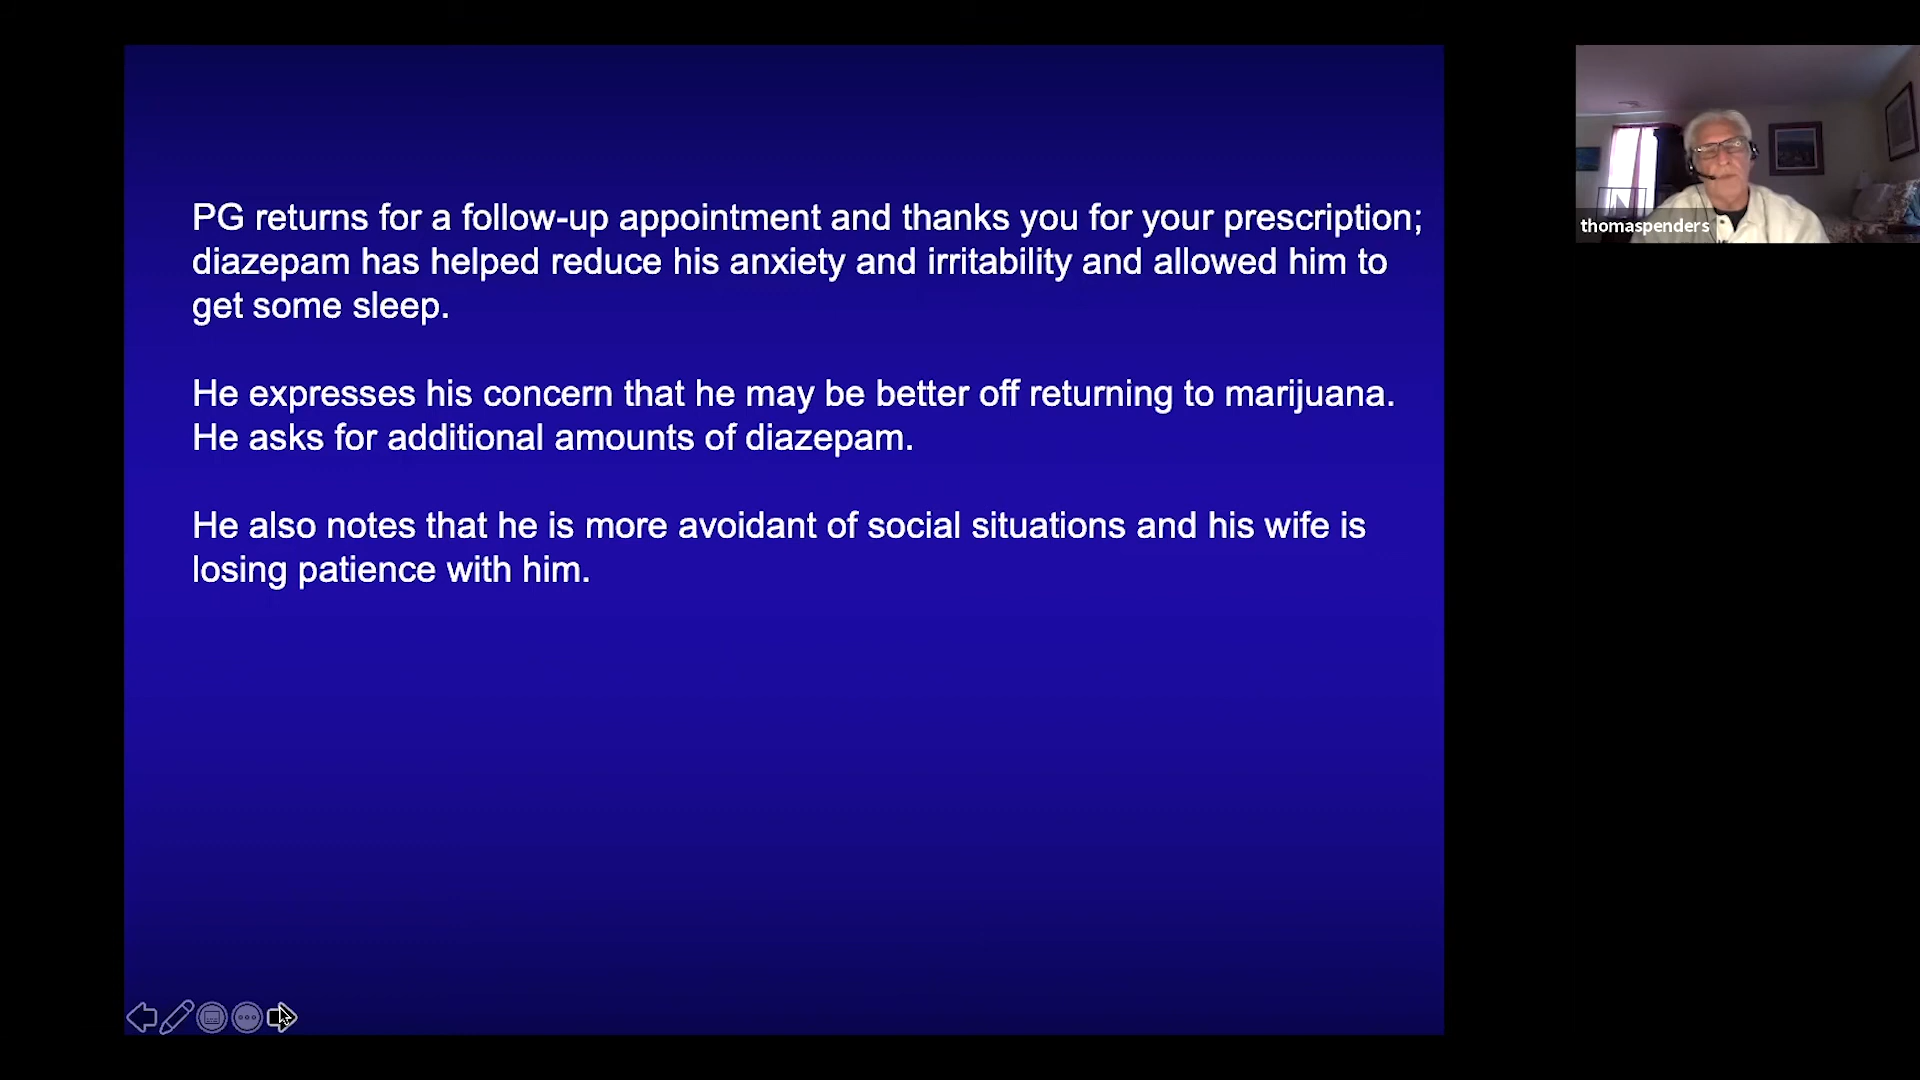 PG returns for a follow-up appointment and thanks you for your prescription;
diazepam has helped reduce his anxiety and irritability and allowed him to
get some sleep.
He expresses his concern that he may be better off returning to marijuana.
He asks for additional amounts of diazepam.
He also notes that he is more avoidant of social situations and his wife is
losing patience with him.
thomaspenders